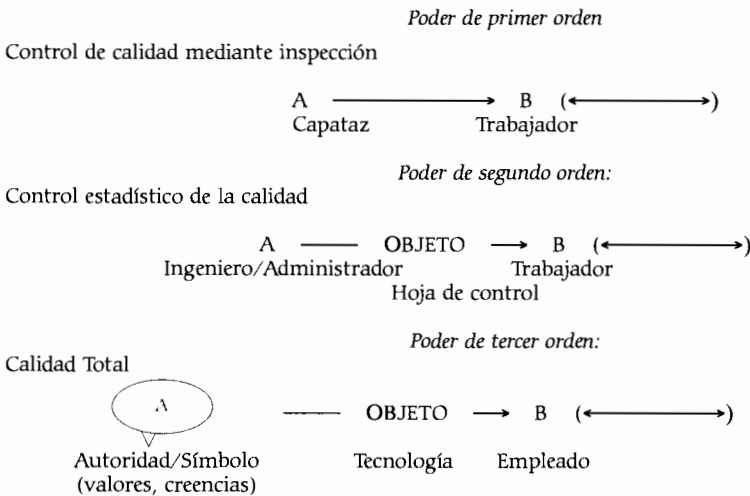 Poder de primer orden
Control de calidad mediante inspección
A B ( )
Capataz Trabajador
Poder de segundo orden:
Control estadístico de la calidad
A OBJETO B ( )
Ingeniero/Administrador Trabajador
Hoja de control
Poder de tercer orden:
Calidad Total
A OBJETO B ( )
Autoridad/Símbolo Tecnología Empleado
(valores, creencias)